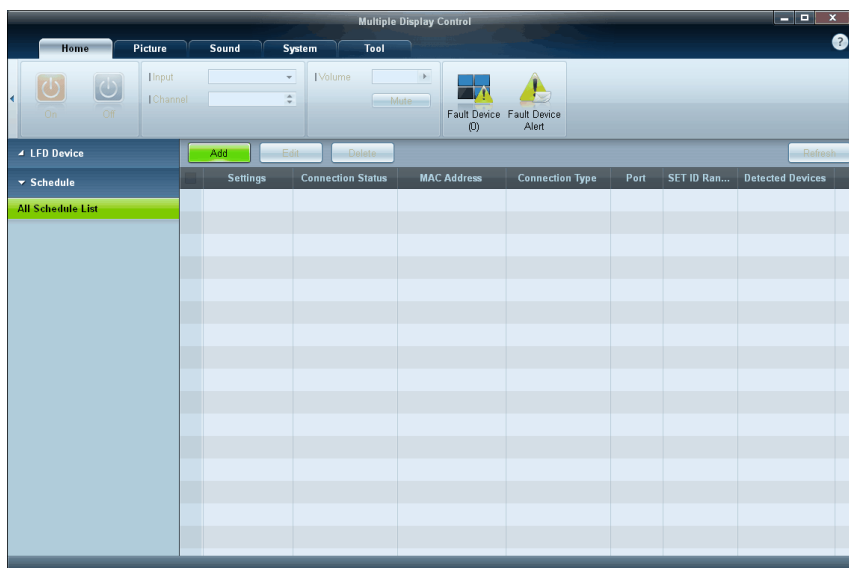 Multiple Display Control
Home Picture Sound System Tool
?
Input
Channel
On Off
Volume
Mute
Fault Device (0)
Fault Device Alert
LFD Device
Schedule
All Schedule List
Add Edit Delete Refresh
Settings Connection Status MAC Address Connection Type Port SET ID Ran... Detected Devices